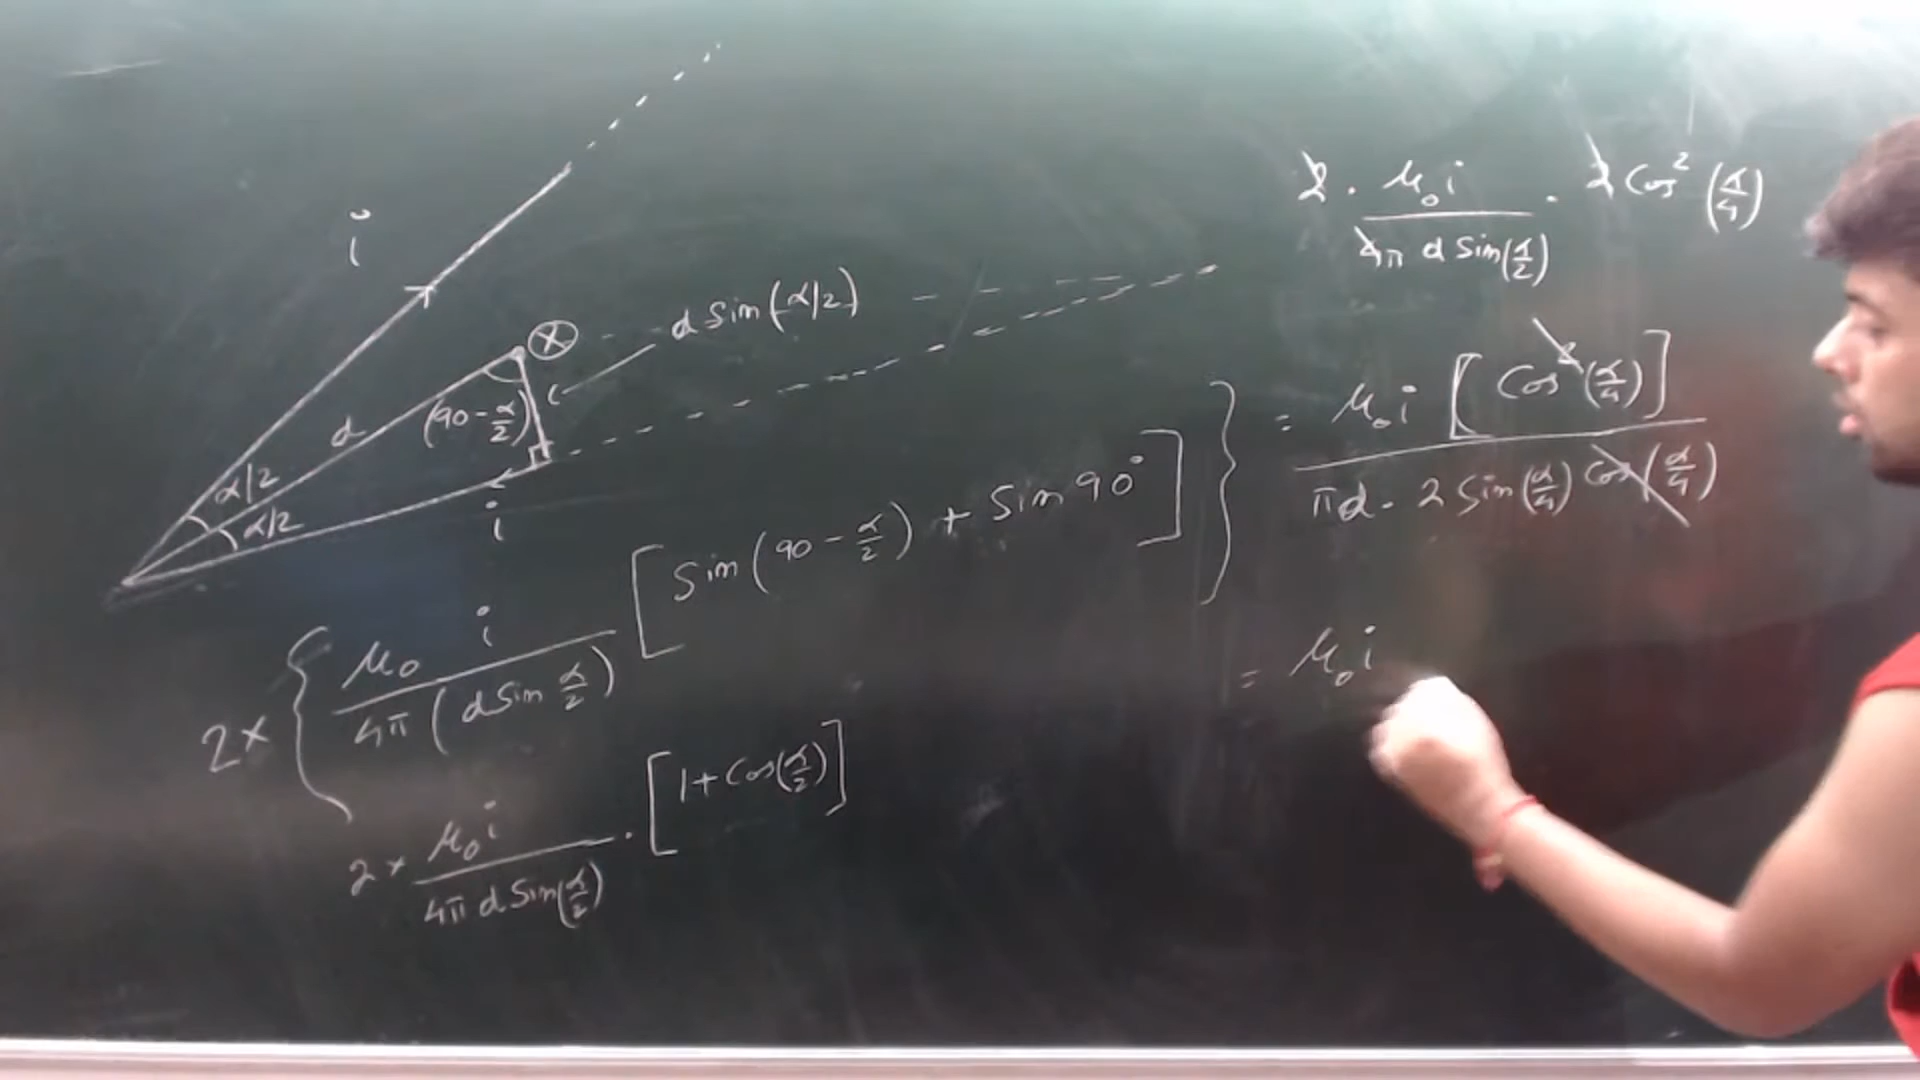 i
d Sin(α/2)
(90 - α/2)
d
α/2
α/2
i
2 × { μ₀ i / 4π (d Sin α/2) [ Sin (90 - α/2) + Sin 90° ] }
2 × μ₀ i / 4π d Sin(α/2) · [ 1 + Cos(α/2) ]
2 · μ₀ i / 4π d Sin(α/2) · 2 Cos² (α/4)
= μ₀ i [ Cos² (α/4) ] / πd · 2 Sin(α/4) Cos(α/4)
= μ₀ i